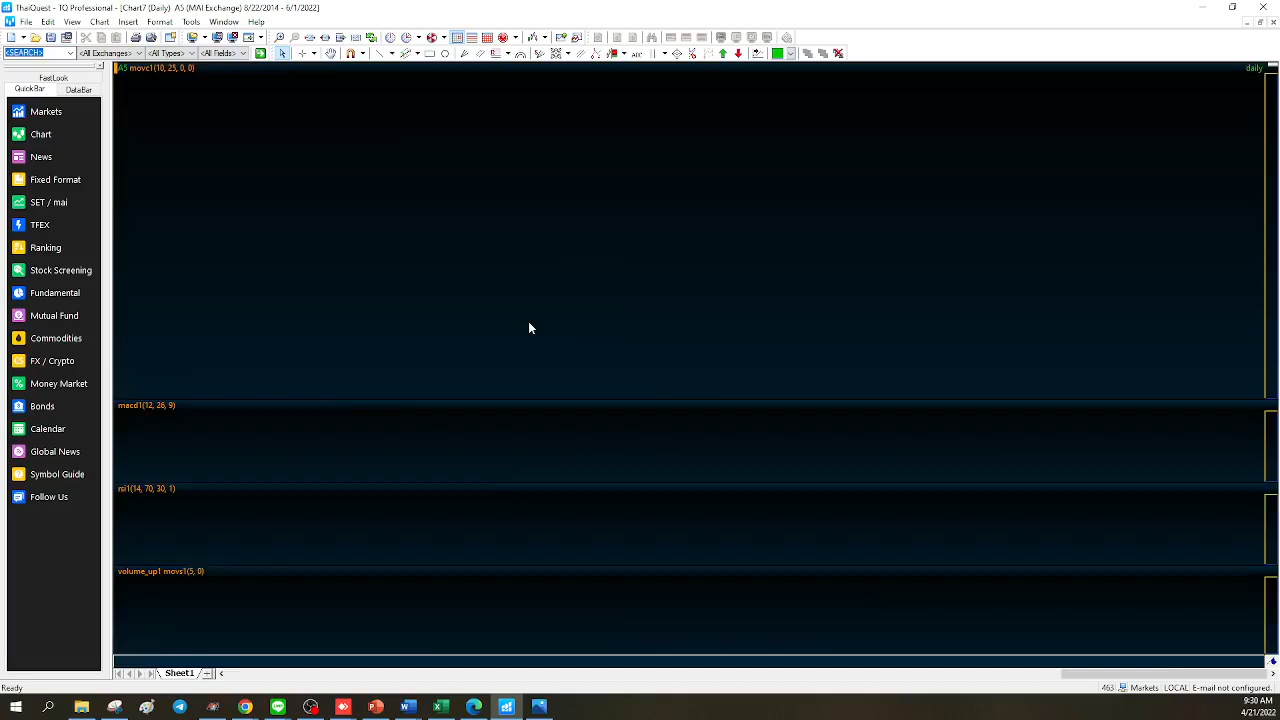 ThaiQuest - TQ Professional - [Chart7 (Daily) A5 (MAI Exchange) 8/22/2014 - 6/1/2022]
File Edit View Chart Insert Format Tools Window Help
<SEARCH> <All Exchanges> <All Types> <All Fields>
ABC
FastLook
QuickBar DataBar
Markets
Chart
News
Fixed Format
SET / mai
TFEX
Ranking
Stock Screening
Fundamental
Mutual Fund
Commodities
FX / Crypto
Money Market
Bonds
Calendar
Global News
Symbol Guide
Follow Us
A5 movc1(10, 25, 0, 0) daily
macd1(12, 26, 9)
rsi1(14, 70, 30, 1)
volume_up1 movs1(5, 0)
Sheet1
Ready 463 Markets LOCAL E-mail not configured.
9:30 AM
4/21/2022